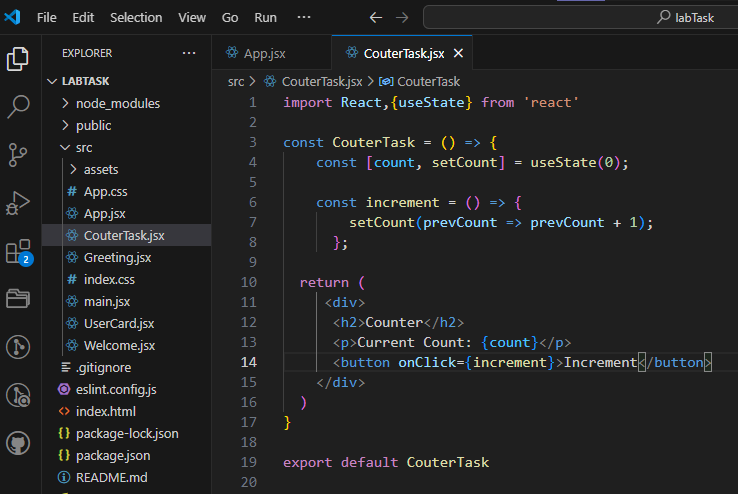 File Edit Selection View Go Run ··· ← → labTask
EXPLORER ···
LABTASK
node_modules
public
src
assets
# App.css
App.jsx
CouterTask.jsx
Greeting.jsx
# index.css
main.jsx
UserCard.jsx
Welcome.jsx
.gitignore
eslint.config.js
<> index.html
{} package-lock.json
{} package.json
README.md
2
App.jsx CouterTask.jsx ×
src > CouterTask.jsx > CouterTask
1 import React,{useState} from 'react'
2
3 const CouterTask = () => {
4 const [count, setCount] = useState(0);
5
6 const increment = () => {
7 setCount(prevCount => prevCount + 1);
8 };
9
10 return (
11 <div>
12 <h2>Counter</h2>
13 <p>Current Count: {count}</p>
14 <button onClick={increment}>Increment</button>
15 </div>
16 )
17 }
18
19 export default CouterTask
20